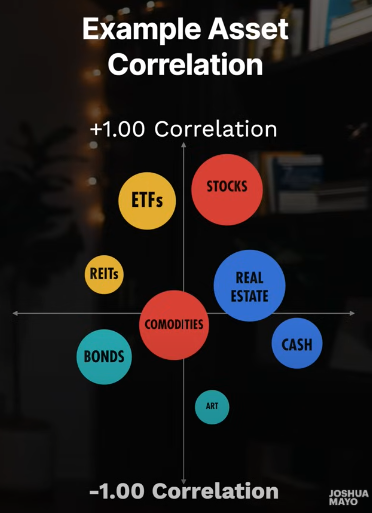 Example Asset
Correlation
+1.00 Correlation
ETFs
STOCKS
REITs
REAL
ESTATE
COMODITIES
CASH
BONDS
ART
-1.00 Correlation
JOSHUA
MAYO